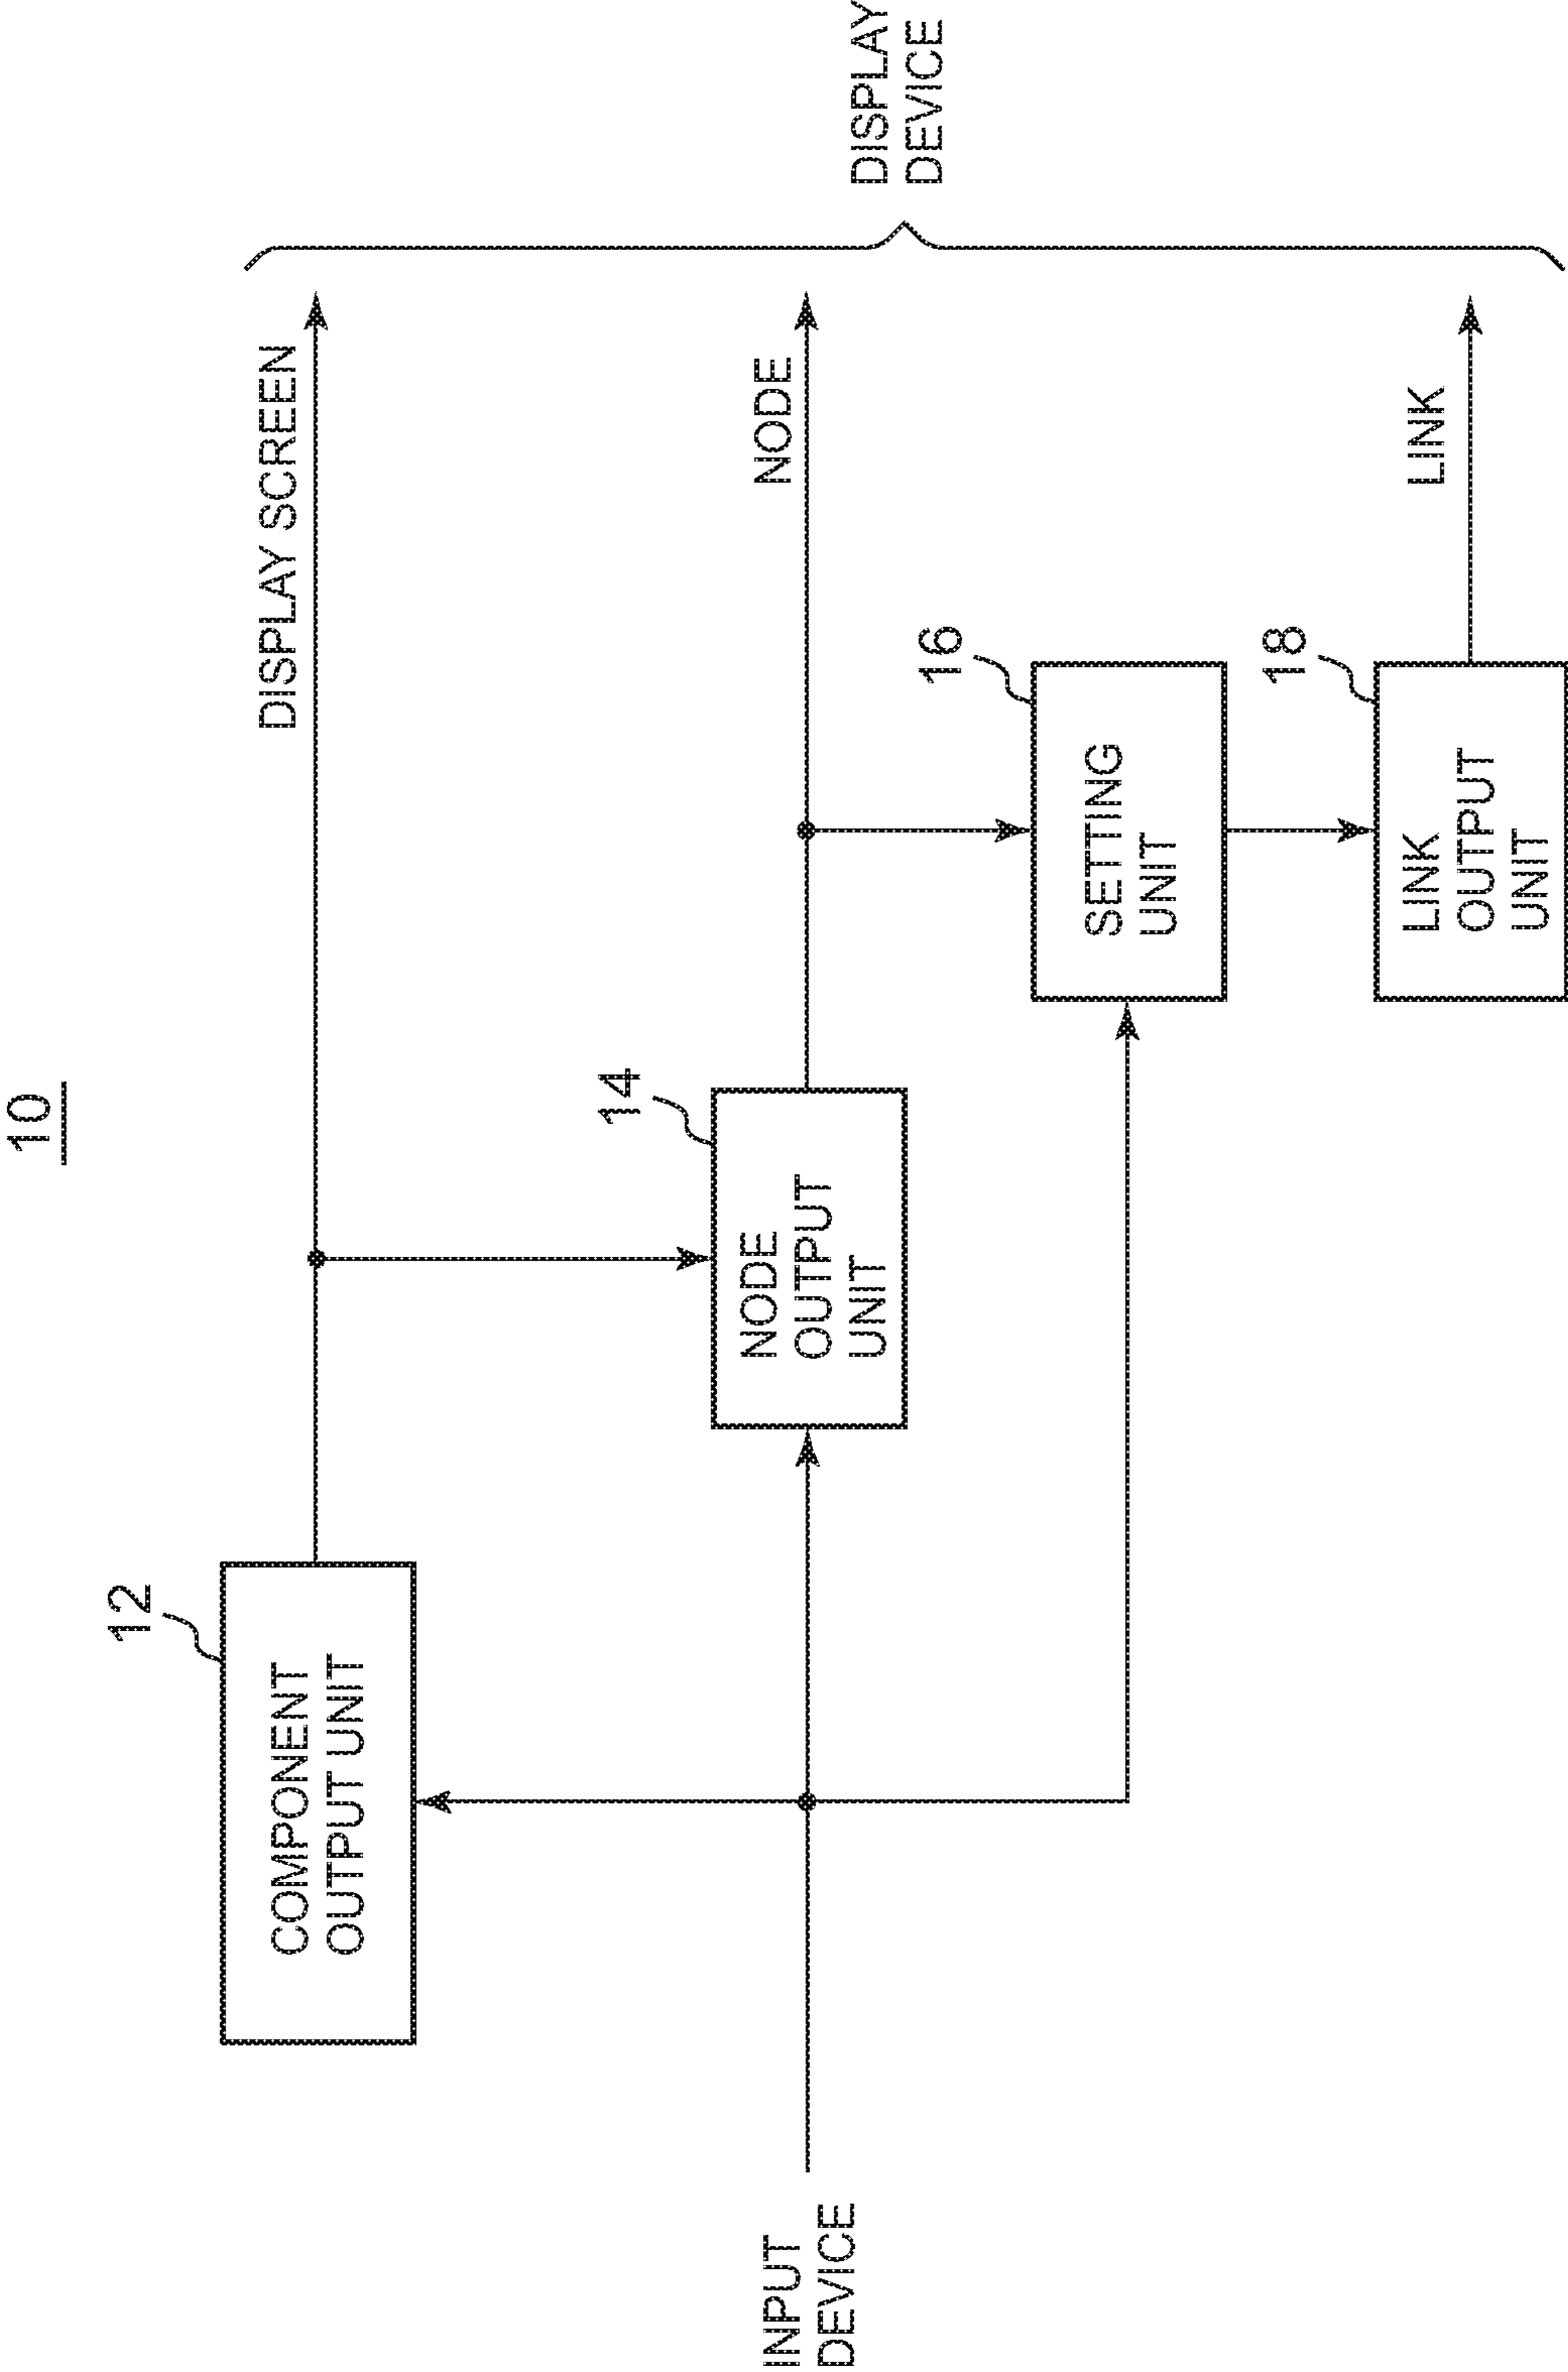 10
12
COMPONENT
OUTPUT UNIT
DISPLAY SCREEN
14
NODE
OUTPUT
UNIT
NODE
INPUT
DEVICE
DISPLAY
DEVICE
16
SETTING
UNIT
18
LINK
OUTPUT
UNIT
LINK